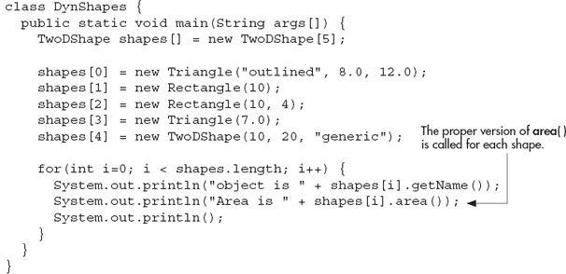 class DynShapes {
  public static void main(String args[]) {
    TwoDShape shapes[] = new TwoDShape[5];

    shapes[0] = new Triangle("outlined", 8.0, 12.0);
    shapes[1] = new Rectangle(10);
    shapes[2] = new Rectangle(10, 4);
    shapes[3] = new Triangle(7.0);
    shapes[4] = new TwoDShape(10, 20, "generic");

The proper version of area( )
is called for each shape.

    for(int i=0; i < shapes.length; i++) {
      System.out.println("object is " + shapes[i].getName());
      System.out.println("Area is " + shapes[i].area());
      System.out.println();
    }
  }
}